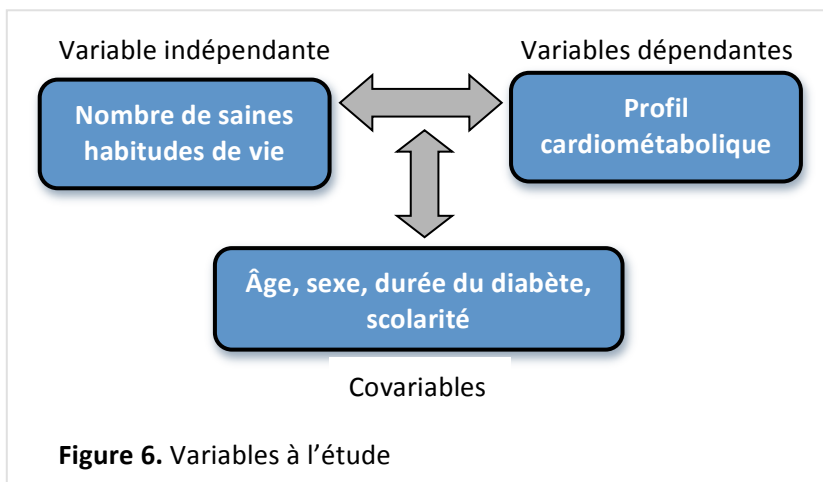 Variable indépendante
Variables dépendantes
Nombre de saines
habitudes de vie
Profil
cardiométabolique
Âge, sexe, durée du diabète,
scolarité
Covariables
Figure 6. Variables à l’étude